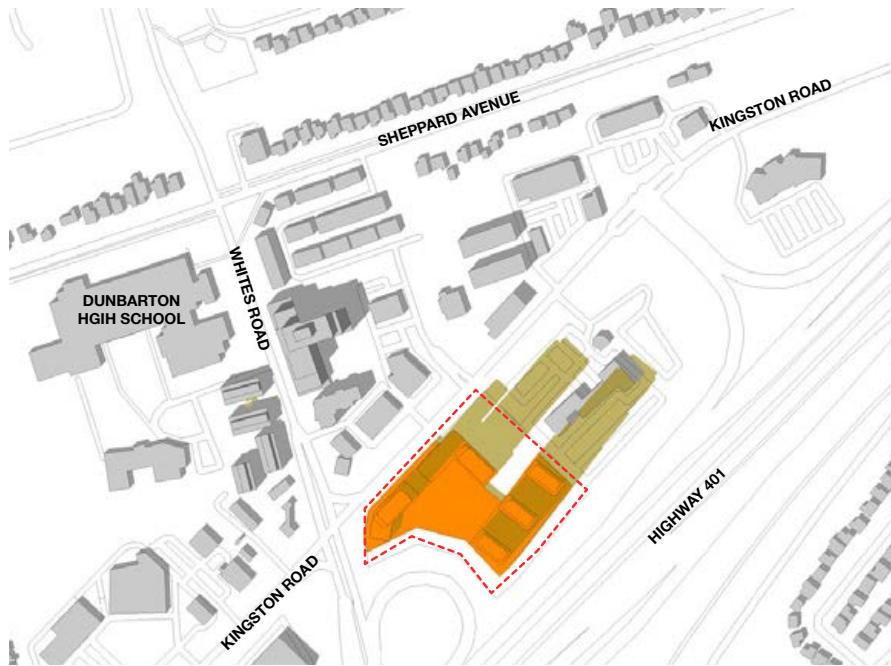 SHEPPARD AVENUE
KINGSTON ROAD
WHITES ROAD
DUNBARTON
HGIH SCHOOL
HIGHWAY 401
KINGSTON ROAD